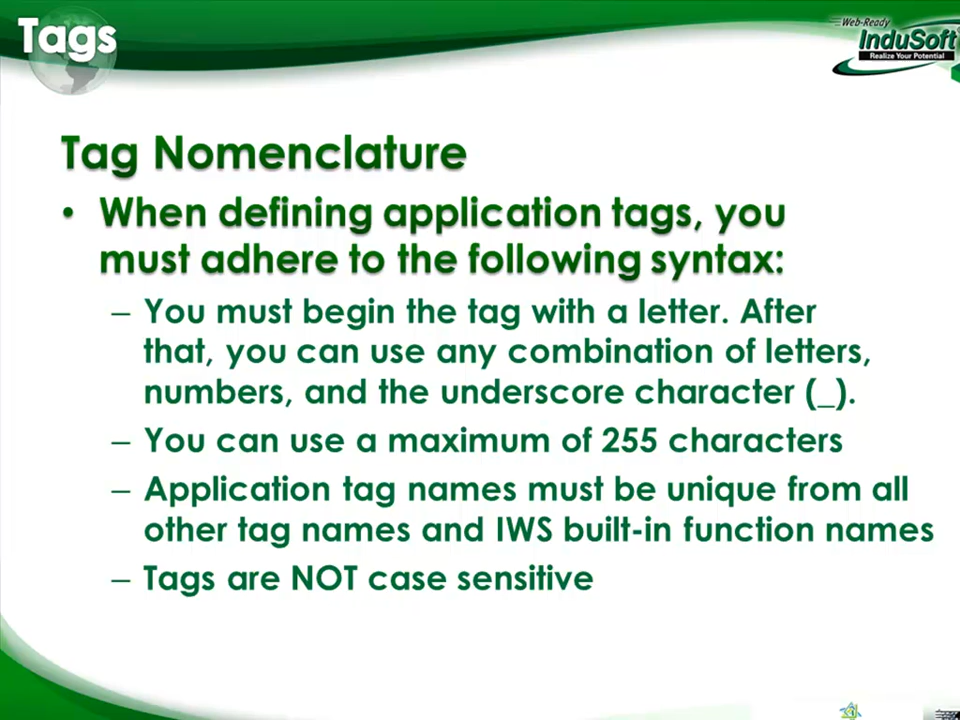 Tags
Web-Ready
InduSoft
Realize Your Potential
Tag Nomenclature
• When defining application tags, you
must adhere to the following syntax:
– You must begin the tag with a letter. After
that, you can use any combination of letters,
numbers, and the underscore character (_).
– You can use a maximum of 255 characters
– Application tag names must be unique from all
other tag names and IWS built-in function names
– Tags are NOT case sensitive